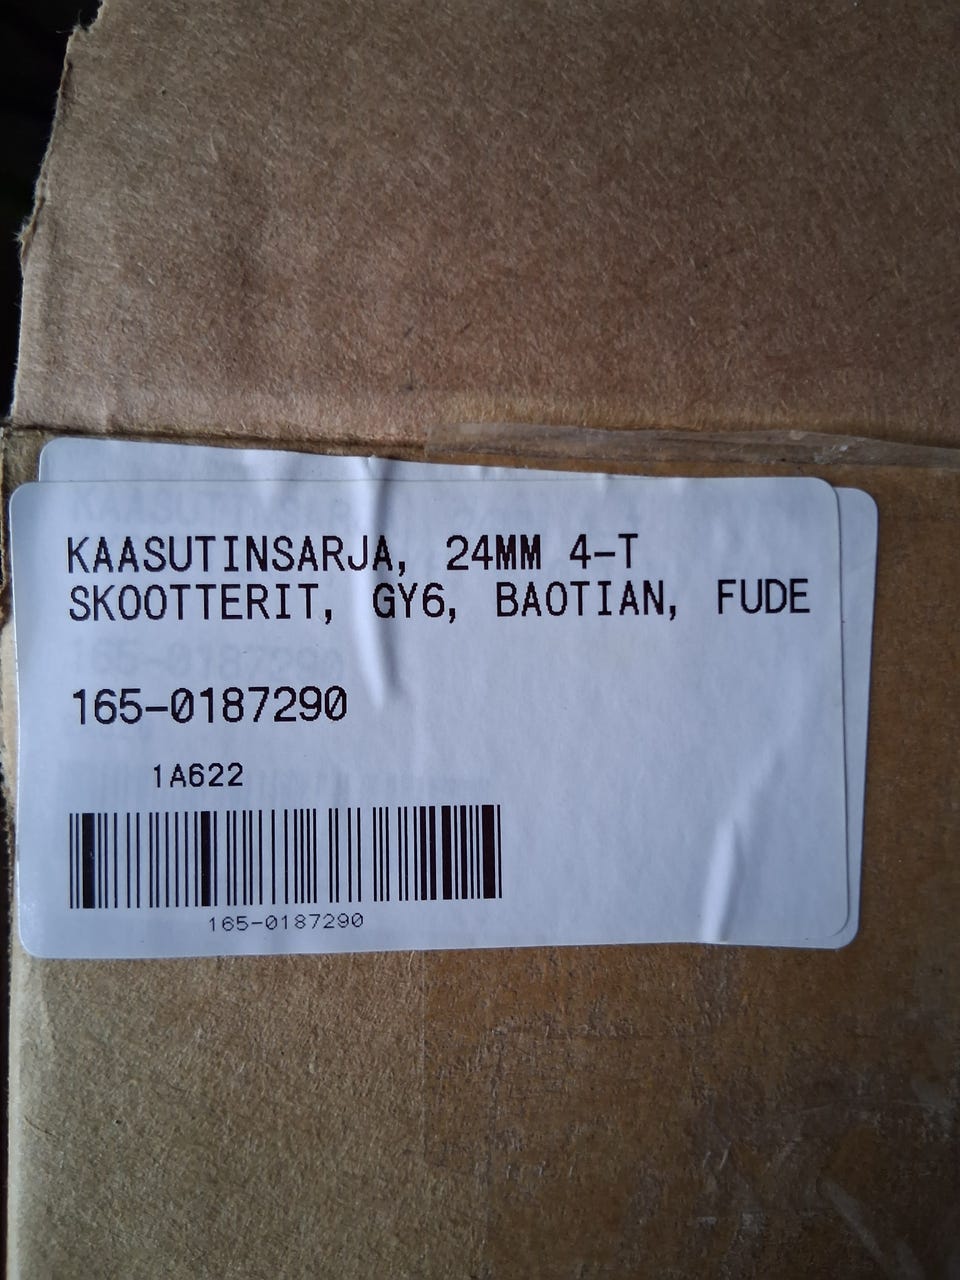 KAASUTINSARJA, 24MM 4-T
SKOOTTERIT, GY6, BAOTIAN, FUDE
165-0187290
1A622
165-0187290